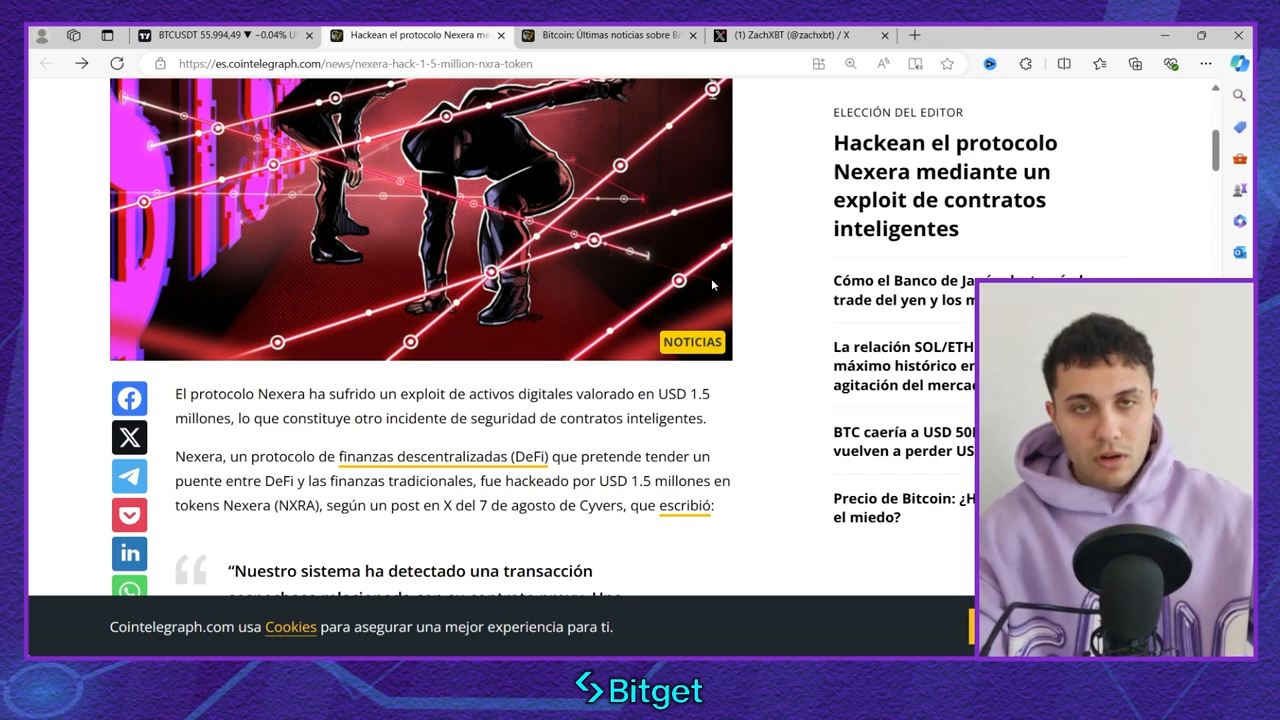 BTCUSDT 55.994,49 ▼ −0.04% U
Hackean el protocolo Nexera me
Bitcoin: Últimas noticias sobre Bi
(1) ZachXBT (@zachxbt) / X
https://es.cointelegraph.com/news/nexera-hack-1-5-million-nxra-token
NOTICIAS
El protocolo Nexera ha sufrido un exploit de activos digitales valorado en USD 1.5
millones, lo que constituye otro incidente de seguridad de contratos inteligentes.
Nexera, un protocolo de finanzas descentralizadas (DeFi) que pretende tender un
puente entre DeFi y las finanzas tradicionales, fue hackeado por USD 1.5 millones en
tokens Nexera (NXRA), según un post en X del 7 de agosto de Cyvers, que escribió:
“Nuestro sistema ha detectado una transacción
Cointelegraph.com usa Cookies para asegurar una mejor experiencia para ti.
ELECCIÓN DEL EDITOR
Hackean el protocolo
Nexera mediante un
exploit de contratos
inteligentes
Cómo el Banco de
trade del yen y los m
La relación SOL/ETH
máximo histórico en
agitación del merca
BTC caería a USD 50
vuelven a perder US
Precio de Bitcoin: ¿H
el miedo?
Bitget